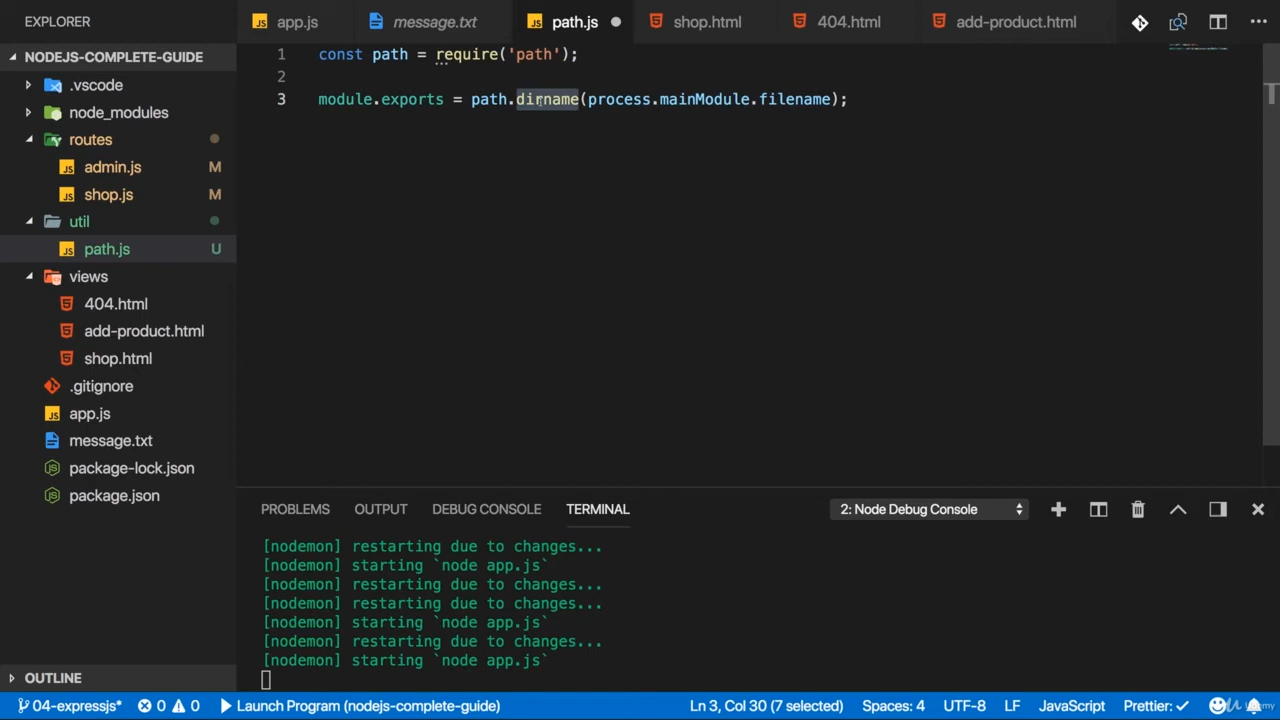 EXPLORER
app.js
message.txt
path.js
shop.html
404.html
add-product.html
NODEJS-COMPLETE-GUIDE
.vscode
node_modules
routes
admin.js M
shop.js M
util
path.js U
views
404.html
add-product.html
shop.html
.gitignore
app.js
message.txt
package-lock.json
package.json
OUTLINE
1 const path = require('path');
2
3 module.exports = path.dirname(process.mainModule.filename);
PROBLEMS OUTPUT DEBUG CONSOLE TERMINAL 2: Node Debug Console
[nodemon] restarting due to changes...
[nodemon] starting `node app.js`
[nodemon] restarting due to changes...
[nodemon] restarting due to changes...
[nodemon] starting `node app.js`
[nodemon] restarting due to changes...
[nodemon] starting `node app.js`
04-expressjs* 0 0 Launch Program (nodejs-complete-guide) Ln 3, Col 30 (7 selected) Spaces: 4 UTF-8 LF JavaScript Prettier: ✓